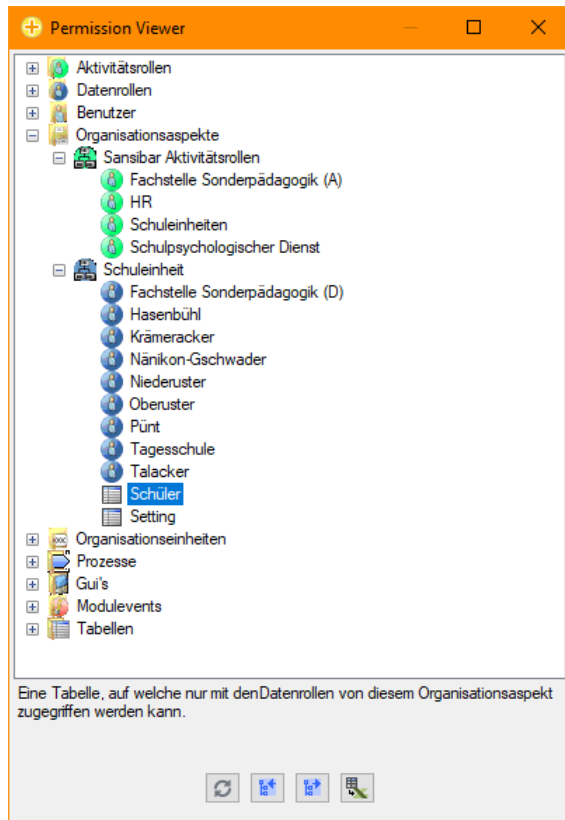 Permission Viewer
Aktivitätsrollen
Datenrollen
Benutzer
Organisationsaspekte
Sansibar Aktivitätsrollen
Fachstelle Sonderpädagogik (A)
HR
Schuleinheiten
Schulpsychologischer Dienst
Schuleinheit
Fachstelle Sonderpädagogik (D)
Hasenbühl
Krämeracker
Nänikon-Gschwader
Niederuster
Oberuster
Pünt
Tagesschule
Talacker
Schüler
Setting
Organisationseinheiten
Prozesse
Gui's
Modulevents
Tabellen
Eine Tabelle, auf welche nur mit denDatenrollen von diesem Organisationsaspekt
zugegriffen werden kann.